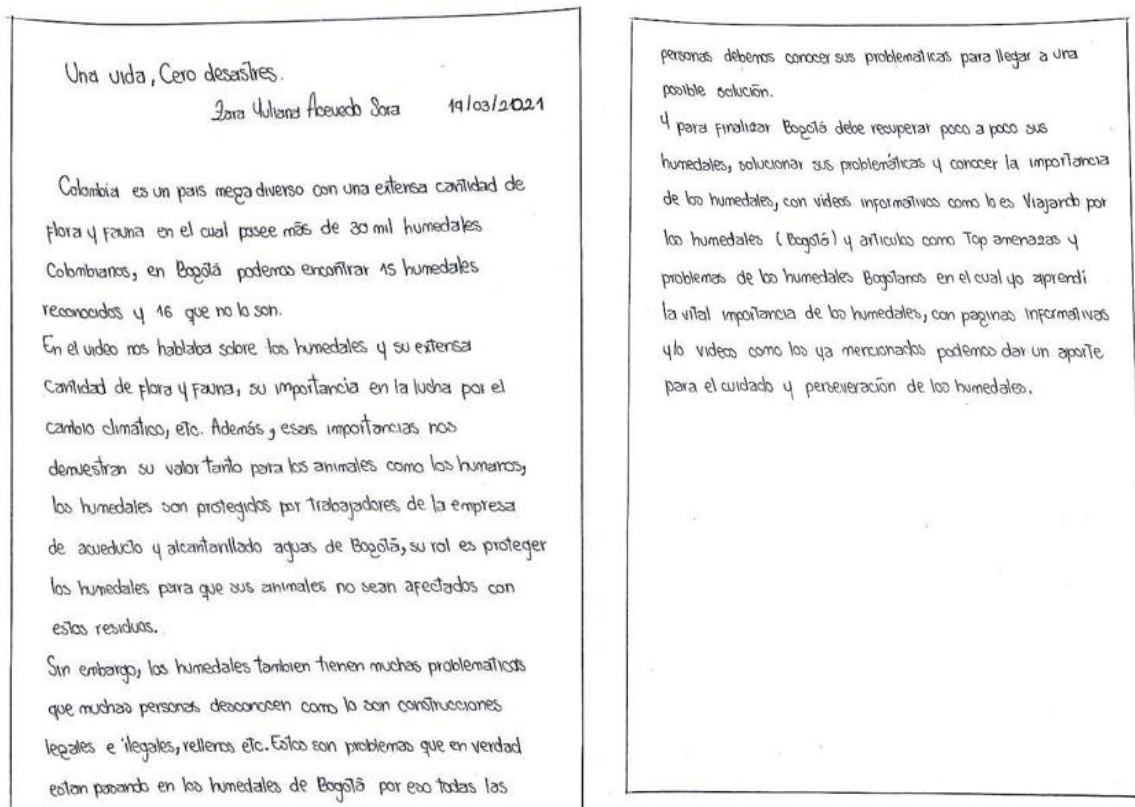 Una vida, Cero desastres.
Zara Yuliana Acevedo Sora 19/03/2021
Colombia es un pais mega diverso con una extensa cantidad de
Flora y Fauna en el cual posee más de 30 mil humedales
Colombianos, en Bogotá podemos encontrar 15 humedales
reconocidos y 16 que no lo son.
En el video nos hablaba sobre los humedales y su extensa
Cantidad de Flora y Fauna, su importancia en la lucha por el
cambio climático, etc. Además, esas importancias nos
demuestran su valor tanto para los animales como los humanos,
los humedales son protegidos por trabajadores de la empresa
de acueducto y alcantarillado aguas de Bogotá, su rol es proteger
los humedales para que sus animales no sean afectados con
estos residuos.
Sin embargo, los humedales tambien tienen muchas problematicas
que muchas personas desconocen como lo son construcciones
legales e ilegales, rellenos etc. Estos son problemas que en verdad
estan pasando en los humedales de Bogotá por eso todas las
personas debemos conocer sus problematicas para llegar a una
posible solución.
Y para Finalizar Bogotá debe recuperar poco a poco sus
humedales, solucionar sus problemáticas y conocer la importancia
de los humedales, con videos informativos como lo es Viajando por
los humedales (Bogotá) y articulos como Top amenazas y
problemas de los humedales Bogotanos en el cual yo aprendí
la vital importancia de los humedales, con paginas informativas
y/o videos como los ya mencionados podemos dar un aporte
para el cuidado y perseveración de los humedales.